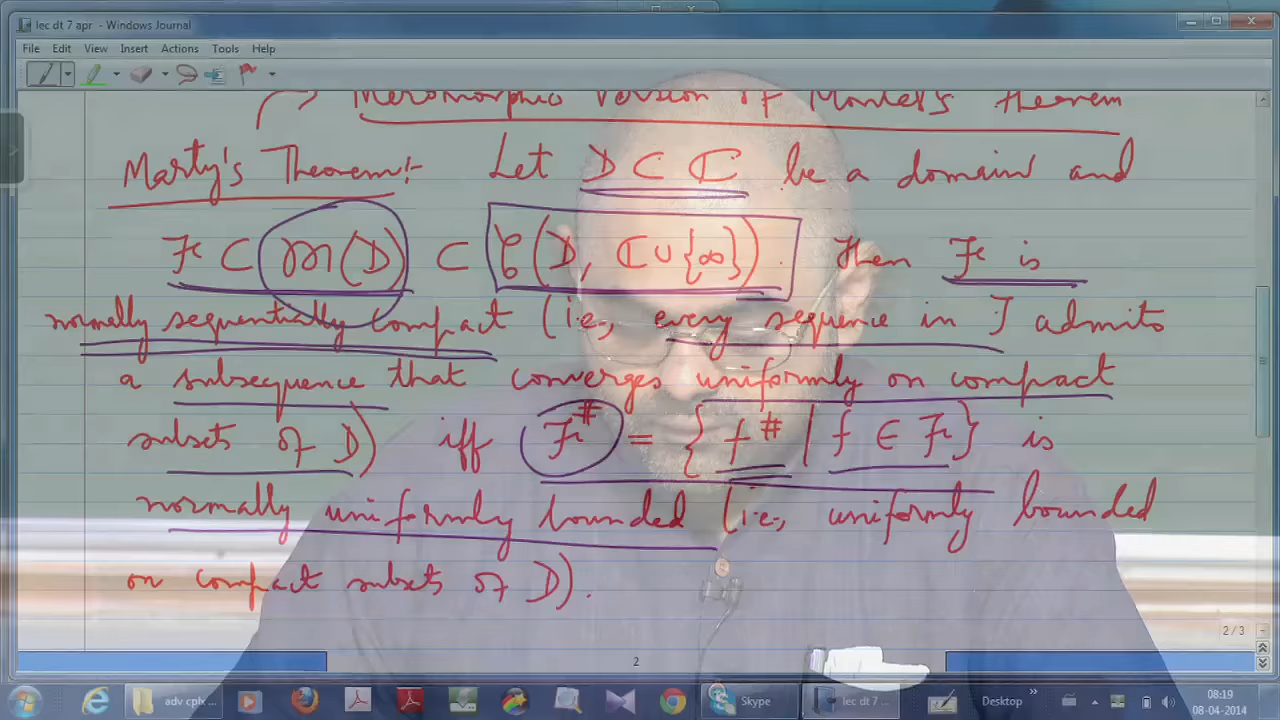 lec dt 7 apr - Windows Journal
File Edit View Insert Actions Tools Help
Meromorphic Version of Montel's Theorem
Marty's Theorem:- Let D ⊂ ℂ be a domain and
ℱ ⊂ 𝔐(D) ⊂ 𝒞(D, ℂ ∪ {∞}). Then ℱ is
normally sequentially compact (i.e., every sequence in ℱ admits
a subsequence that converges uniformly on compact
subsets of D) iff ℱ^# = {f^# | f ∈ ℱ} is
normally uniformly bounded (i.e., uniformly bounded
on compact subsets of D).
2/3
2
adv cplx... Skype lec dt 7... Desktop 08:19
08-04-2014